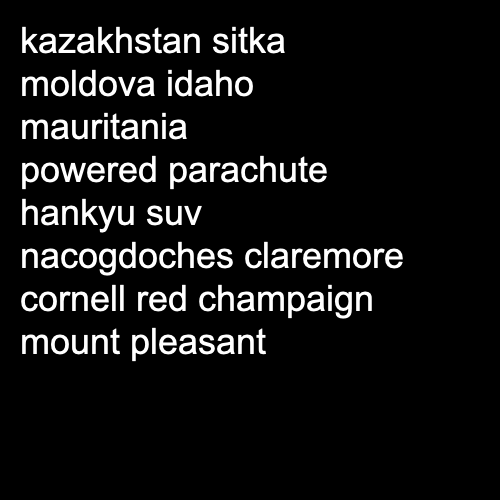 kazakhstan sitka
moldova idaho
mauritania
powered parachute
hankyu suv
nacogdoches claremore
cornell red champaign
mount pleasant